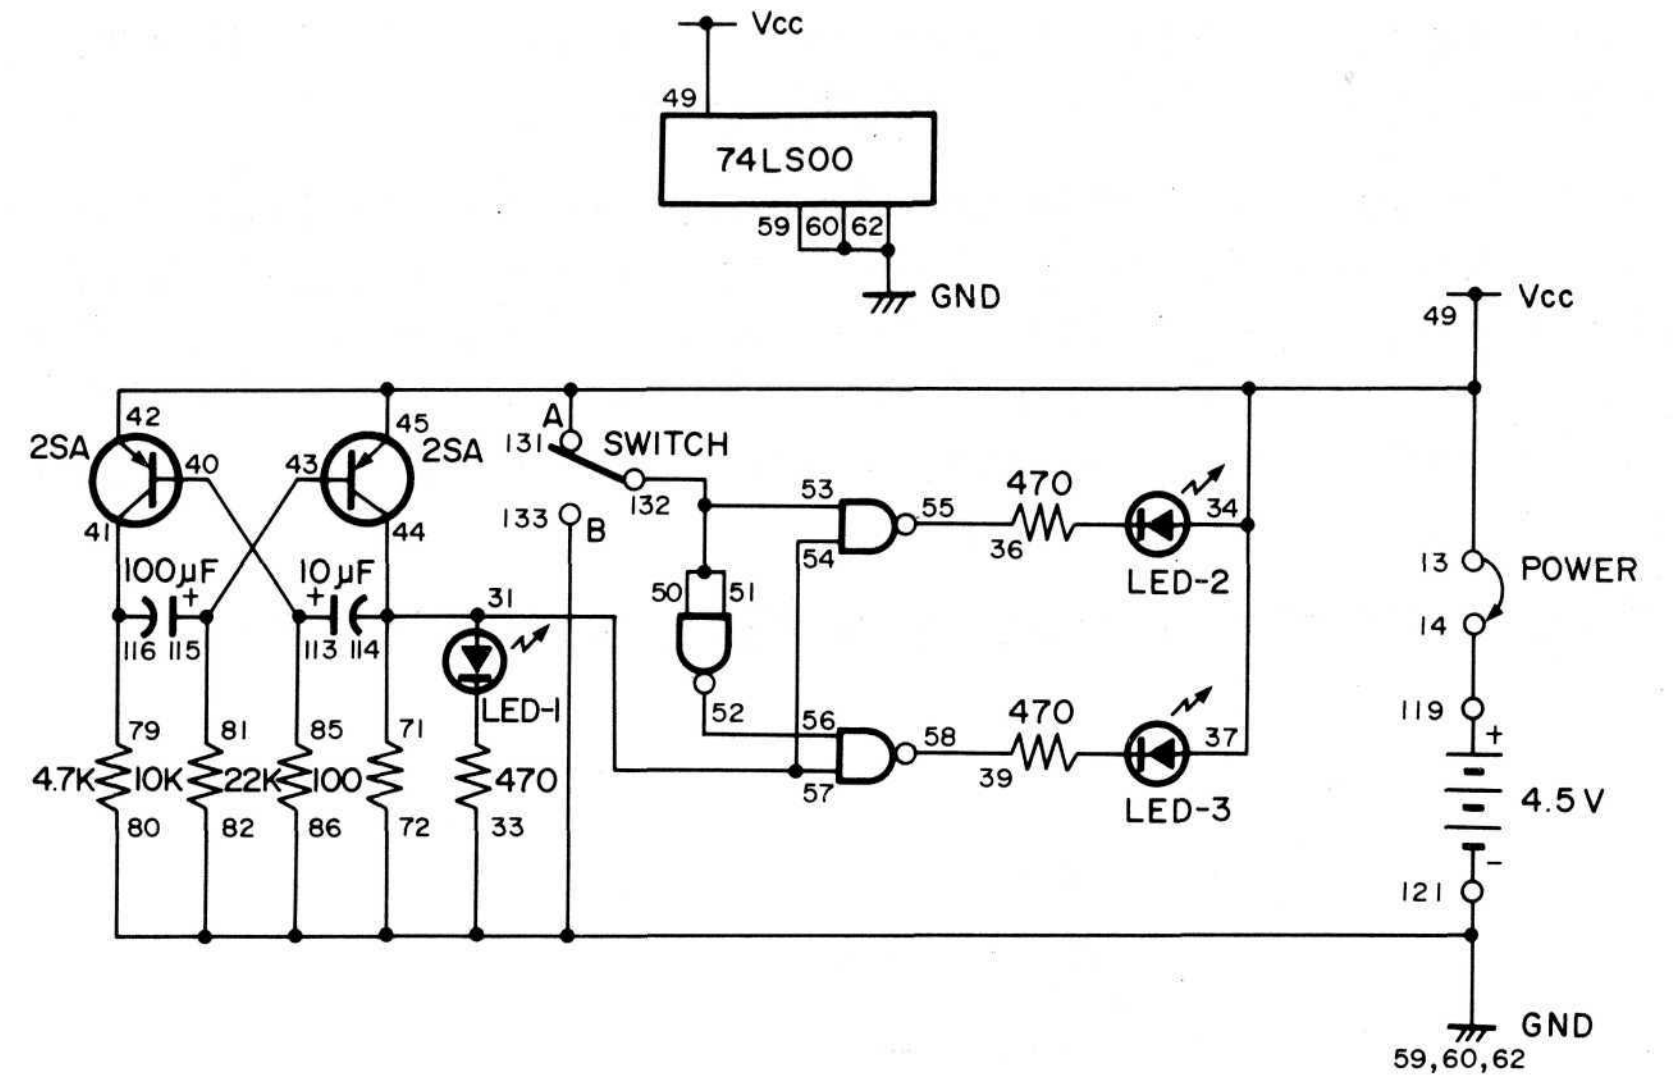 Vcc
49
74LS00
59 60 62
GND
Vcc
49
42
2SA
40
41
45
43
2SA
44
A
131
SWITCH
132
133
B
100µF
+
116 115
10µF
+
113 114
31
LED-1
53
54
55
470
36
34
LED-2
50 51
52
56
57
58
470
39
37
LED-3
13
POWER
14
119
+
4.5V
−
121
79 81 85 71
4.7K 10K 22K 100 470
80 82 86 72 33
GND
59,60,62